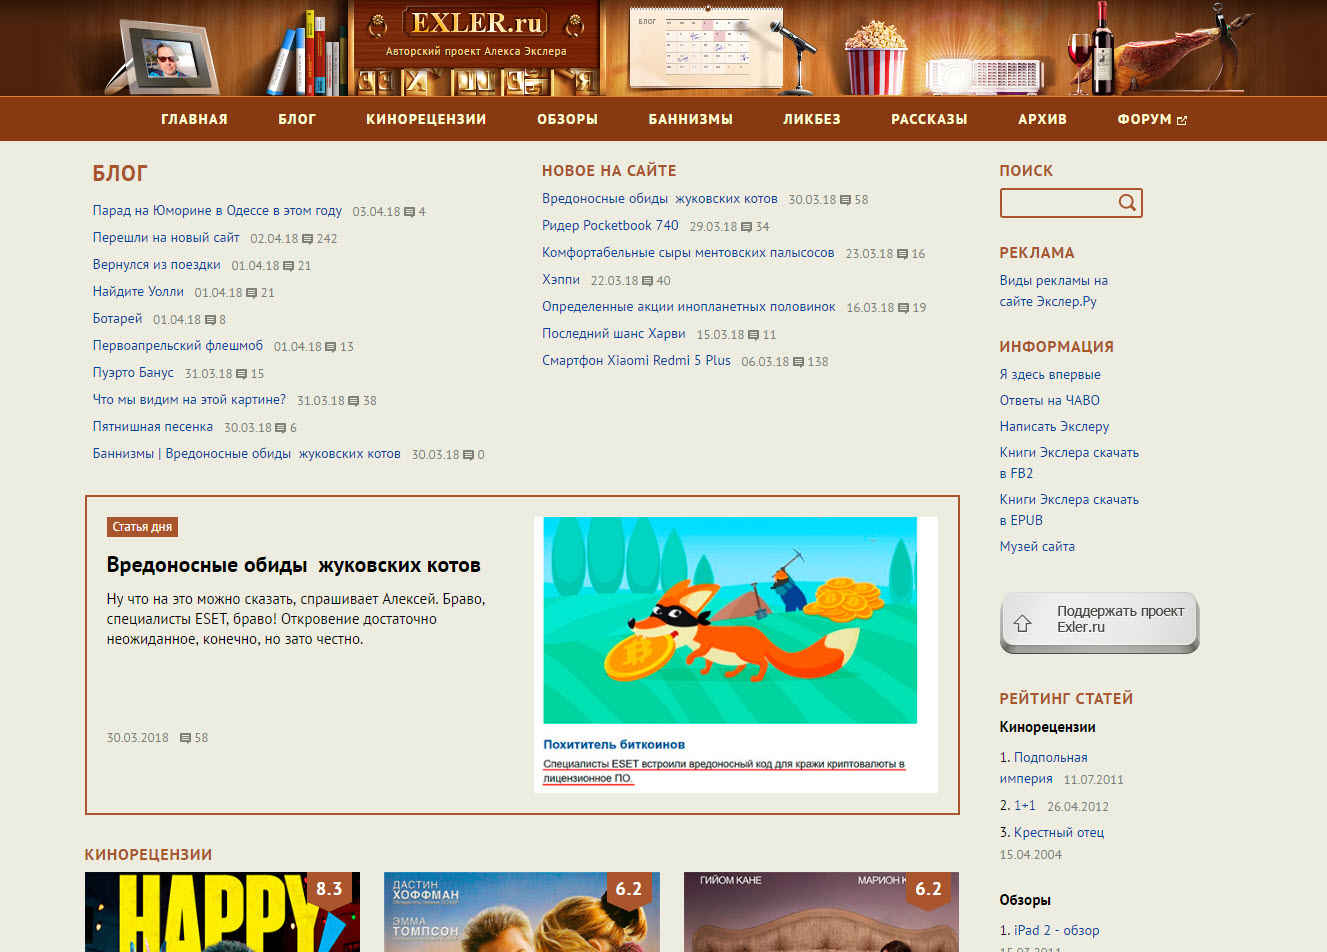 EXLER.ru
Авторский проект Алекса Экслера
БЛОГ
ГЛАВНАЯ БЛОГ КИНОРЕЦЕНЗИИ ОБЗОРЫ БАННИЗМЫ ЛИКБЕЗ РАССКАЗЫ АРХИВ ФОРУМ
БЛОГ
Парад на Юморине в Одессе в этом году 03.04.18 4
Перешли на новый сайт 02.04.18 242
Вернулся из поездки 01.04.18 21
Найдите Уолли 01.04.18 21
Ботарей 01.04.18 8
Первоапрельский флешмоб 01.04.18 13
Пуэрто Банус 31.03.18 15
Что мы видим на этой картине? 31.03.18 38
Пятнишная песенка 30.03.18 6
Баннизмы | Вредоносные обиды жуковских котов 30.03.18 0
НОВОЕ НА САЙТЕ
Вредоносные обиды жуковских котов 30.03.18 58
Ридер Pocketbook 740 29.03.18 34
Комфортабельные сыры ментовских палысосов 23.03.18 16
Хэппи 22.03.18 40
Определенные акции инопланетных половинок 16.03.18 19
Последний шанс Харви 15.03.18 11
Смартфон Xiaomi Redmi 5 Plus 06.03.18 138
Статья дня
Вредоносные обиды жуковских котов
Ну что на это можно сказать, спрашивает Алексей. Браво,
специалисты ESET, браво! Откровение достаточно
неожиданное, конечно, но зато честно.
30.03.2018 58
Похититель биткоинов
Специалисты ESET встроили вредоносный код для кражи криптовалюты в
лицензионное ПО.
КИНОРЕЦЕНЗИИ
HAPPY
8.3
ДАСТИН
ХОФФМАН
ЭММА
ТОМПСОН
6.2
ГИЙОМ КАНЕ
МАРИОН К
6.2
ПОИСК
РЕКЛАМА
Виды рекламы на
сайте Экслер.Ру
ИНФОРМАЦИЯ
Я здесь впервые
Ответы на ЧАВО
Написать Экслеру
Книги Экслера скачать
в FB2
Книги Экслера скачать
в EPUB
Музей сайта
Поддержать проект
Exler.ru
РЕЙТИНГ СТАТЕЙ
Кинорецензии
1. Подпольная
империя 11.07.2011
2. 1+1 26.04.2012
3. Крестный отец
15.04.2004
Обзоры
1. iPad 2 - обзор
15.03.2011